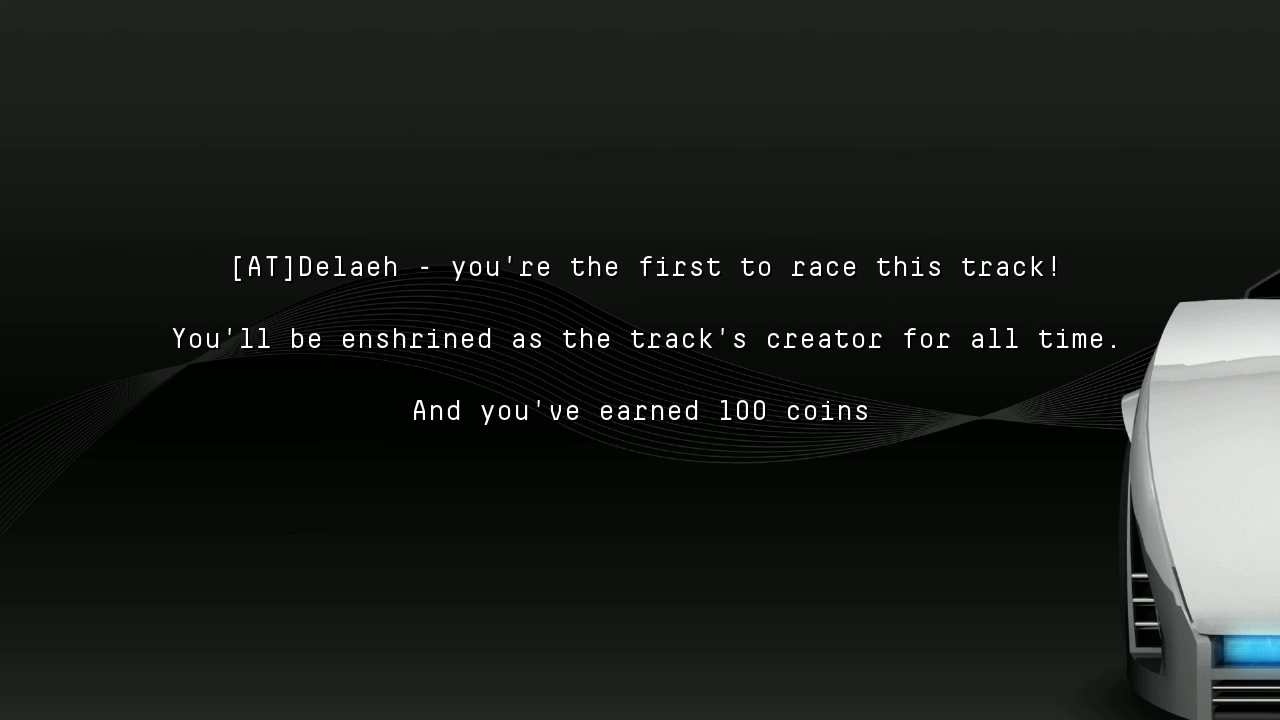 [AT]Delaeh - you're the first to race this track!
You'll be enshrined as the track's creator for all time.
And you've earned 100 coins